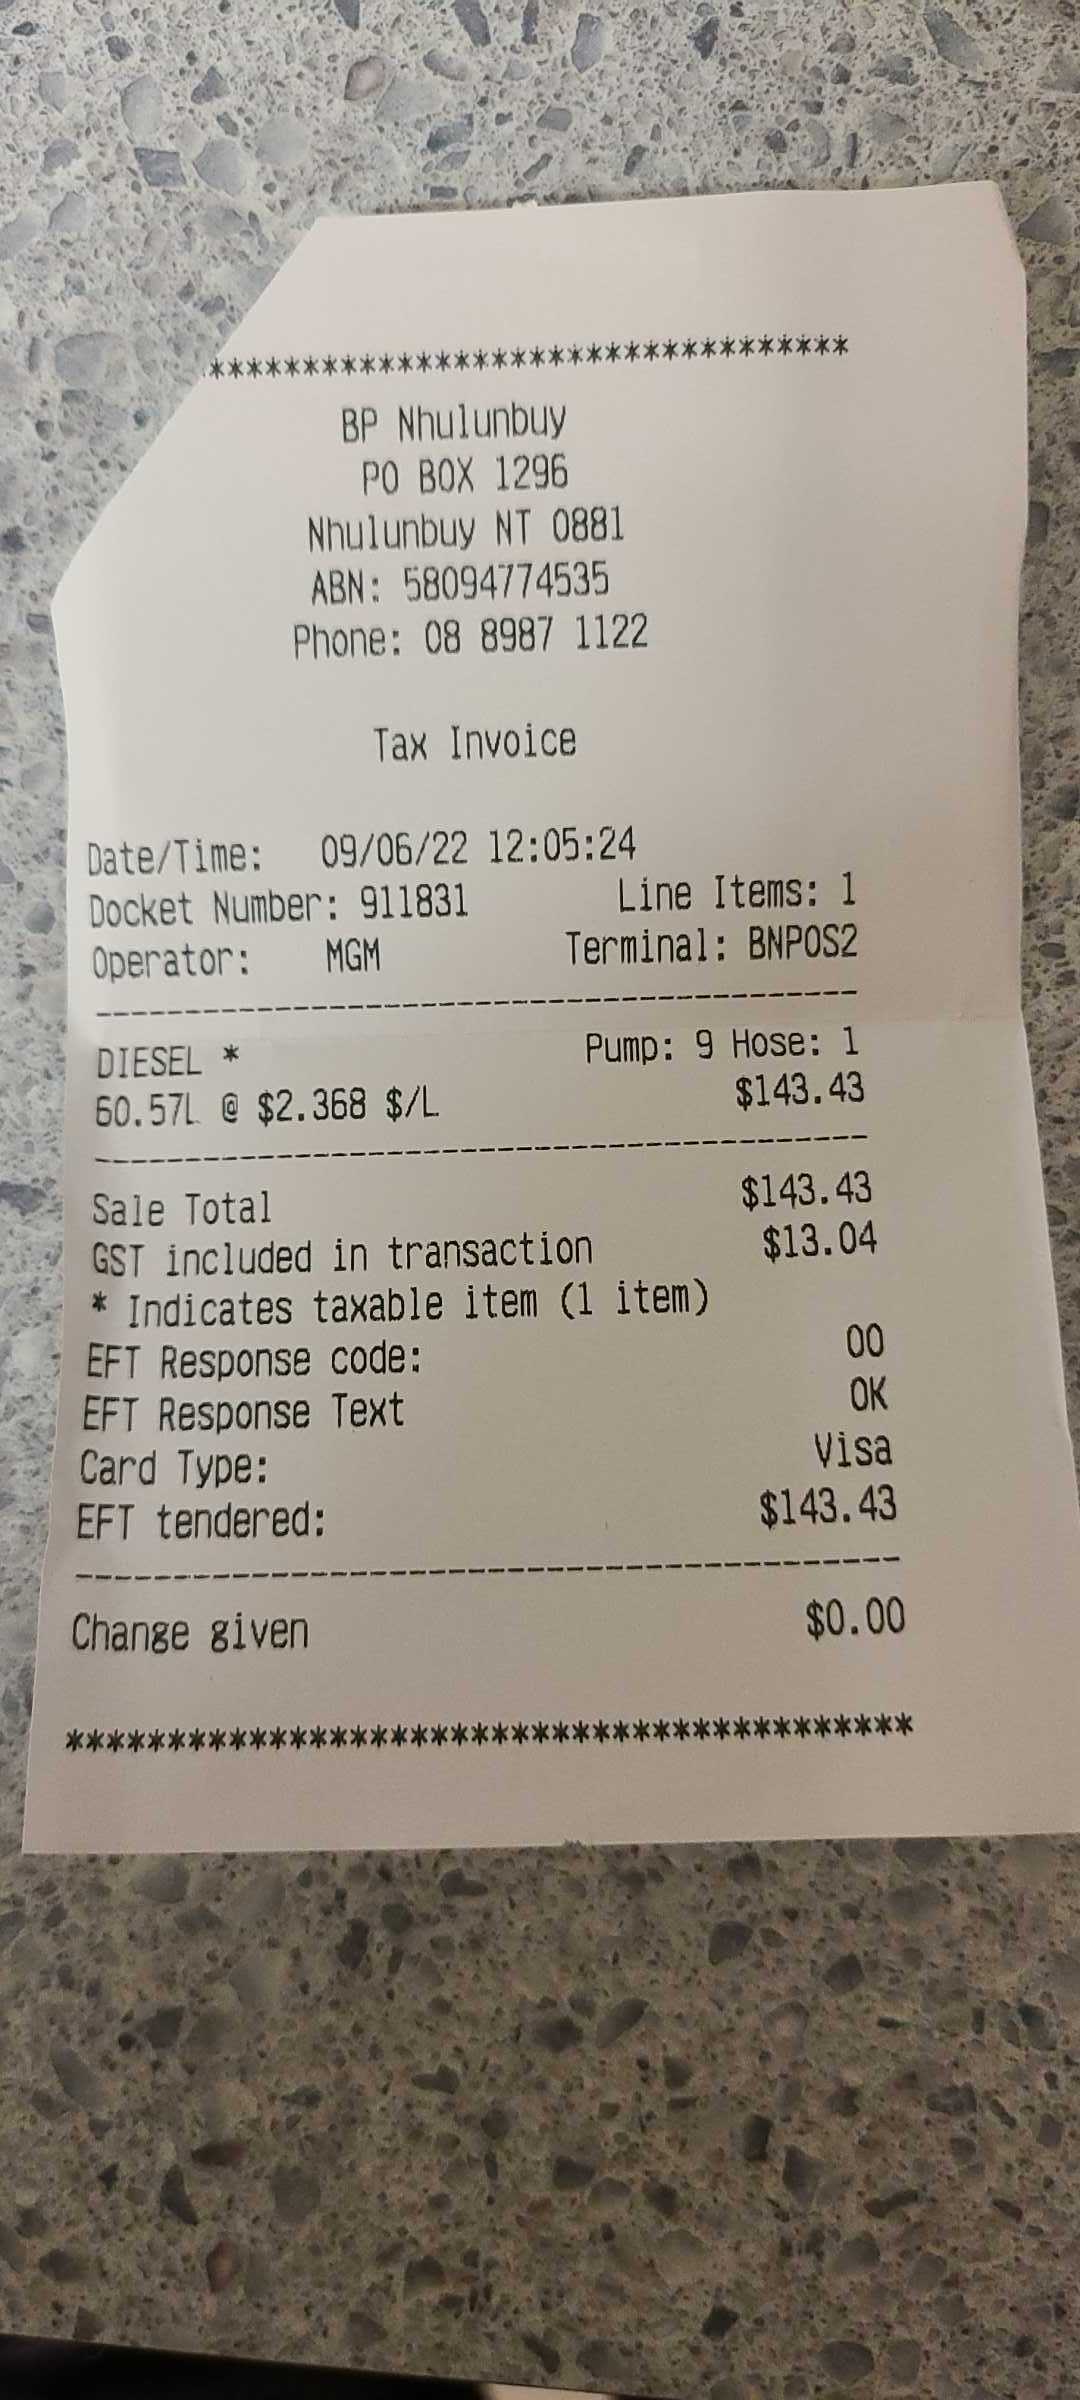 *********************************
BP Nhulunbuy
PO BOX 1296
Nhulunbuy NT 0881
ABN: 58094774535
Phone: 08 8987 1122
Tax Invoice
Date/Time: 09/06/22 12:05:24
Docket Number: 911831 Line Items: 1
Operator: MGM Terminal: BNPOS2
DIESEL * Pump: 9 Hose: 1
60.57L @ $2.368 $/L $143.43
Sale Total $143.43
GST included in transaction $13.04
* Indicates taxable item (1 item)
EFT Response code: 00
EFT Response Text OK
Card Type: Visa
EFT tendered: $143.43
Change given $0.00
******************************************